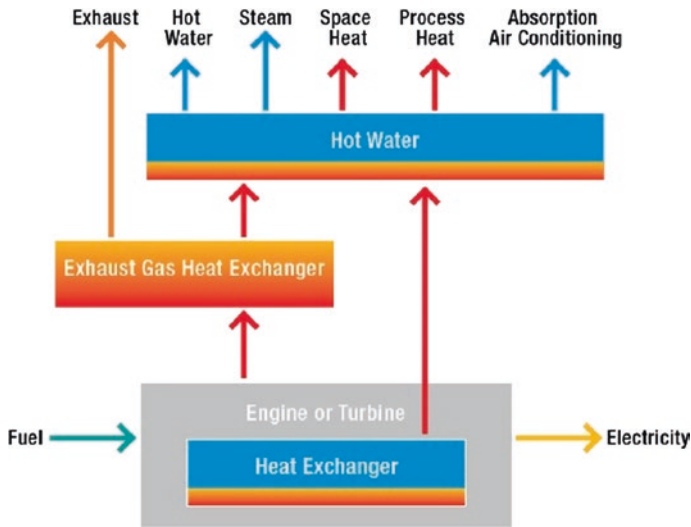 Exhaust
Hot
Water
Steam
Space
Heat
Process
Heat
Absorption
Air Conditioning
Hot Water
Exhaust Gas Heat Exchanger
Engine or Turbine
Fuel
Electricity
Heat Exchanger